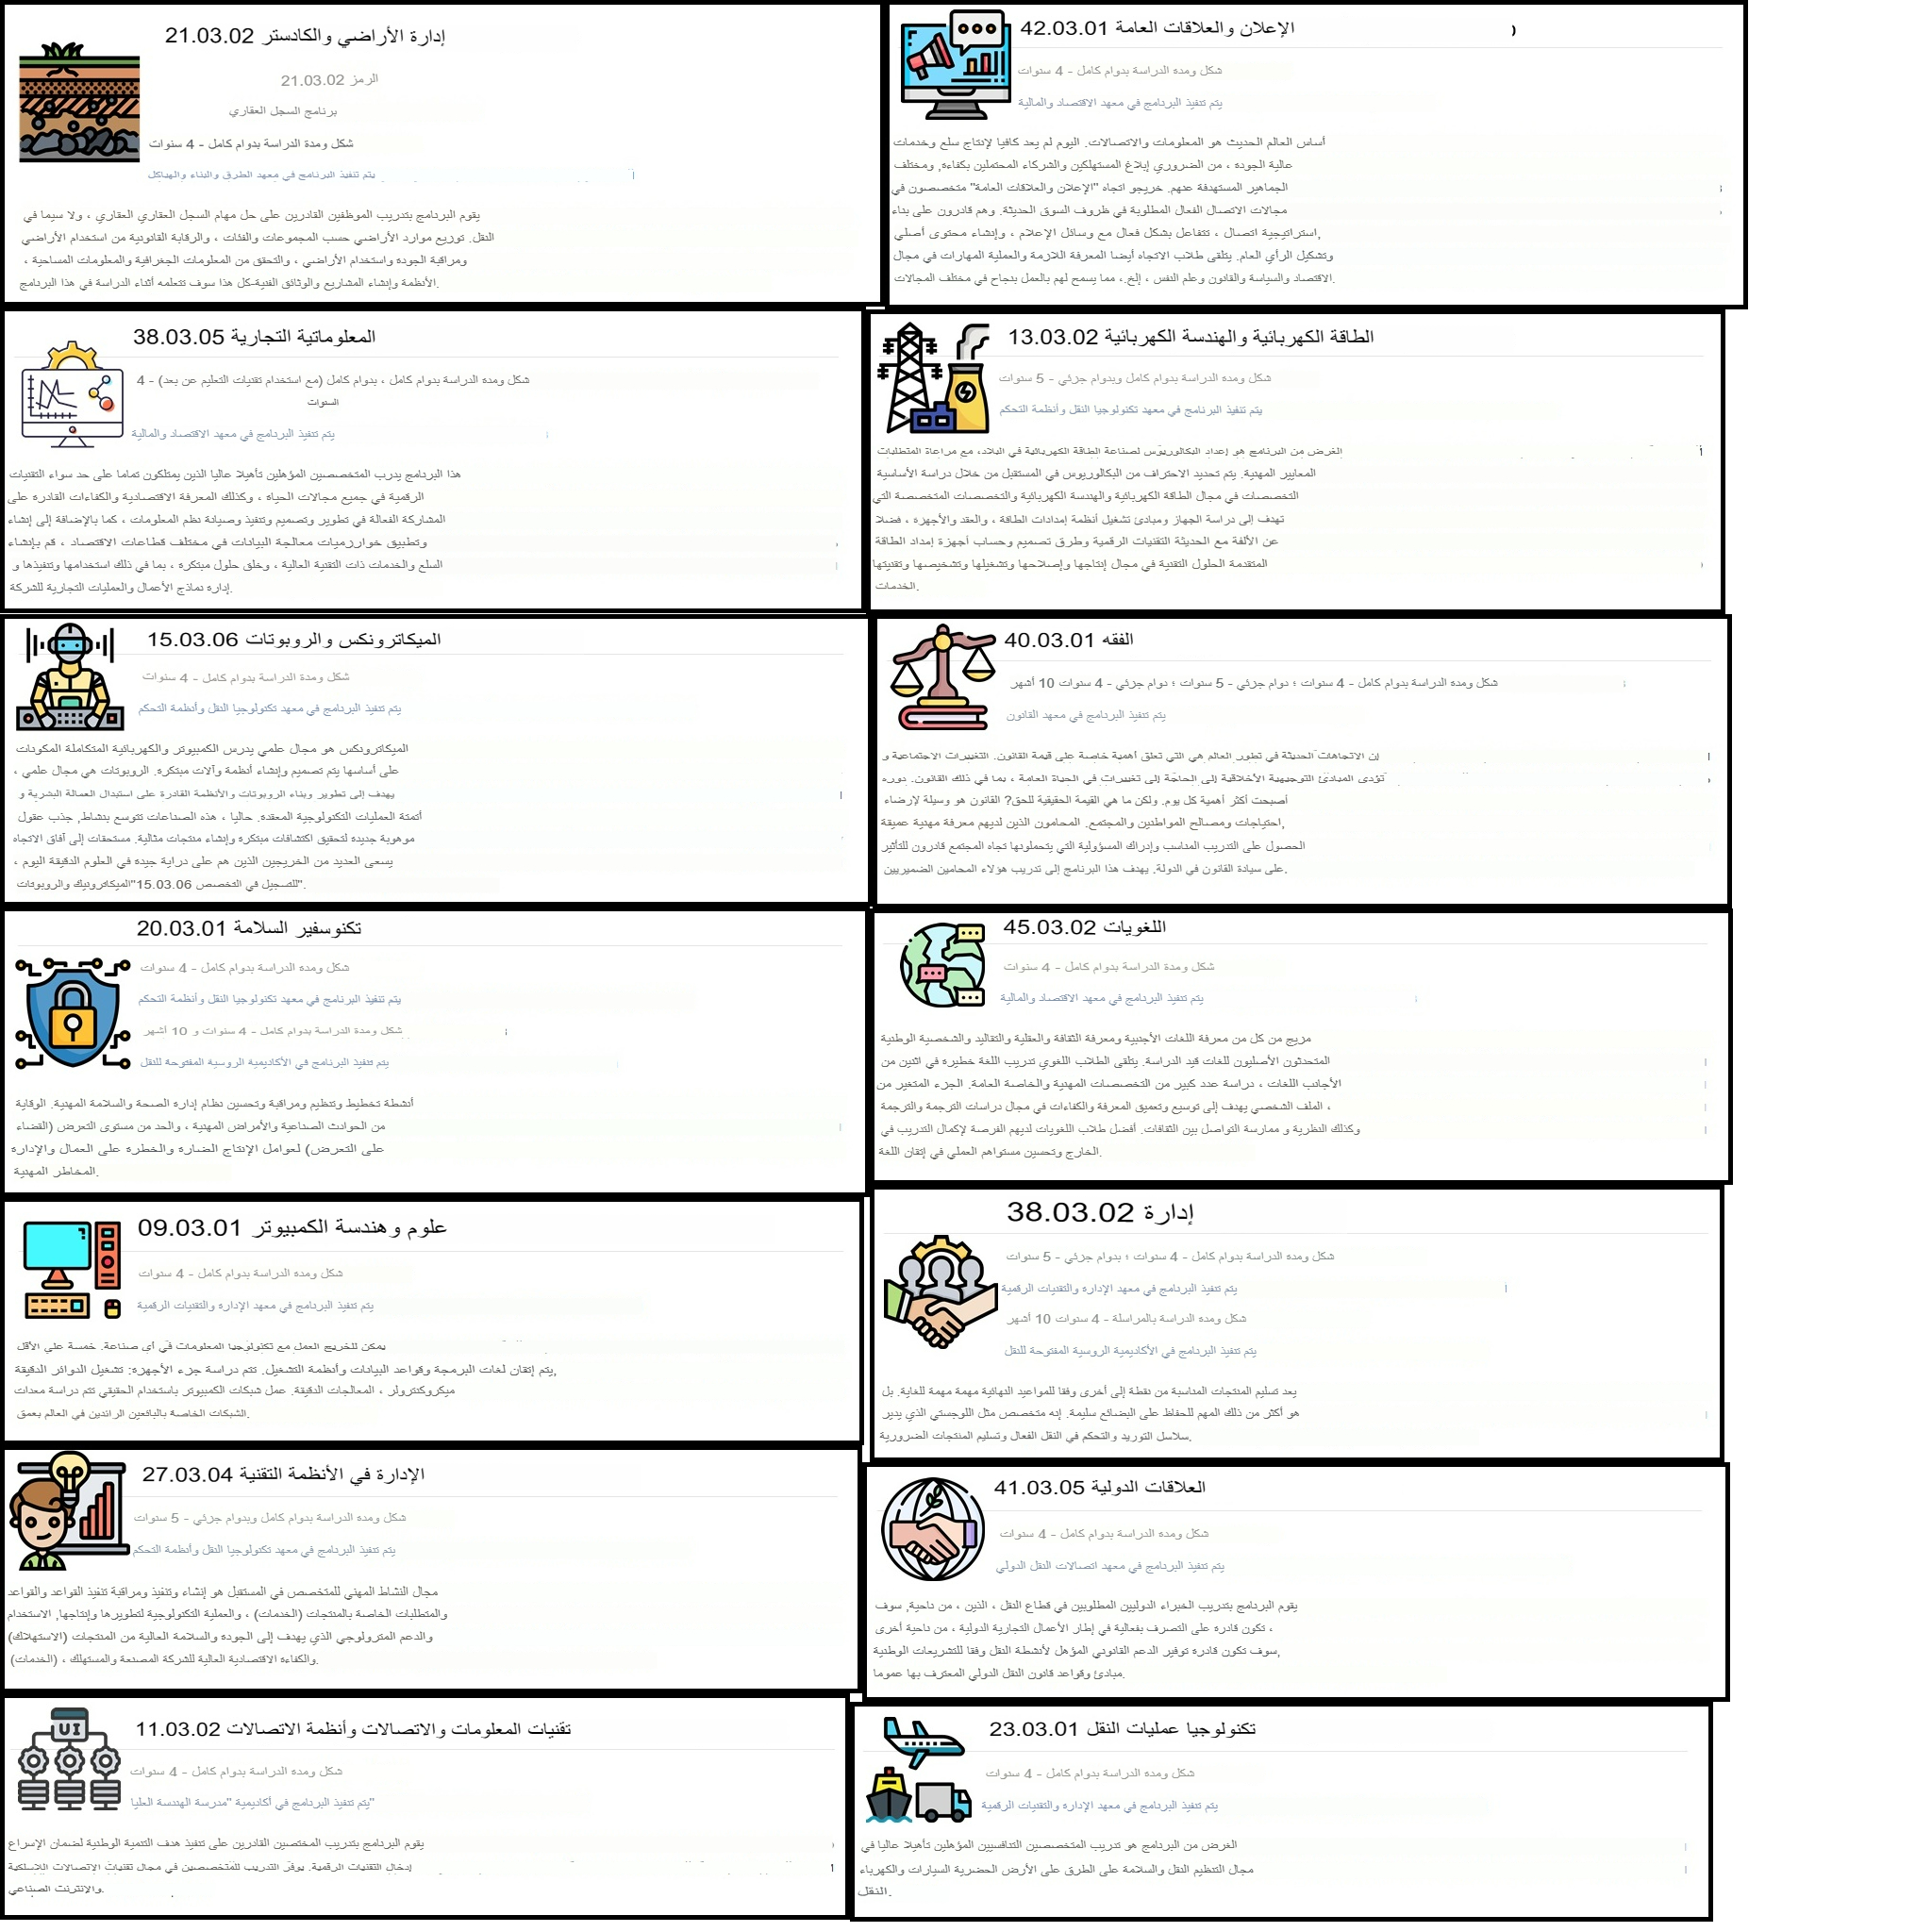 إدارة الأراضي والكادستر 21.03.02
الرمز 21.03.02
برنامج السجل العقاري
شكل ومدة الدراسة بدوام كامل - 4 سنوات
يتم تنفيذ البرنامج في معهد الطرق والبناء والهياكل
يقوم البرنامج بتدريب الموظفين القادرين على حل مهام السجل العقاري العقاري ، ولا سيما في
النقل. توزيع موارد الأراضي حسب المجموعات والفئات ، والرقابة القانونية من استخدام الأراضي
ومراقبة الجودة واستخدام الأراضي ، والتحقق من المعلومات الجغرافية والمعلومات المساحية ،
الأنظمة وإنشاء المشاريع والوثائق الفنية-كل هذا سوف تتعلمه أثناء الدراسة في هذا البرنامج.
الإعلان والعلاقات العامة 42.03.01
شكل ومدة الدراسة بدوام كامل - 4 سنوات
يتم تنفيذ البرنامج في معهد الاقتصاد والمالية
أساس العالم الحديث هو المعلومات والاتصالات. اليوم لم يعد كافيا لإنتاج سلع وخدمات
عالية الجودة ، من الضروري إبلاغ المستهلكين والشركاء المحتملين بكفاءة, ومختلف
الجماهير المستهدفة عنهم. خريجو اتجاه "الإعلان والعلاقات العامة" متخصصون في
مجالات الاتصال الفعال المطلوبة في ظروف السوق الحديثة. وهم قادرون على بناء
استراتيجية اتصال ، تتفاعل بشكل فعال مع وسائل الإعلام ، وإنشاء محتوى أصلي,
وتشكيل الرأي العام. يتلقى طلاب الاتجاه أيضا المعرفة اللازمة والعملية المهارات في مجال
الاقتصاد والسياسة والقانون وعلم النفس ، إلخ.، مما يسمح لهم بالعمل بنجاح في مختلف المجالات.
المعلوماتية التجارية 38.03.05
شكل ومدة الدراسة بدوام كامل ، بدوام كامل (مع استخدام تقنيات التعليم عن بعد) - 4
السنوات
يتم تنفيذ البرنامج في معهد الاقتصاد والمالية
هذا البرنامج يدرب المتخصصين المؤهلين تأهيلا عاليا الذين يمتلكون تماما على حد سواء التقنيات
الرقمية في جميع مجالات الحياة ، وكذلك المعرفة الاقتصادية والكفاءات القادرة على
المشاركة الفعالة في تطوير وتصميم وتنفيذ وصيانة نظم المعلومات ، كما بالإضافة إلى إنشاء
وتطبيق خوارزميات معالجة البيانات في مختلف قطاعات الاقتصاد ، قم بإنشاء
السلع والخدمات ذات التقنية العالية ، وخلق حلول مبتكرة ، بما في ذلك استخدامها وتنفيذها و
إدارة نماذج الأعمال والعمليات التجارية للشركة.
الطاقة الكهربائية والهندسة الكهربائية 13.03.02
شكل ومدة الدراسة بدوام كامل وبدوام جزئي - 5 سنوات
يتم تنفيذ البرنامج في معهد تكنولوجيا النقل وأنظمة التحكم
الغرض من البرنامج هو إعداد البكالوريوس لصناعة الطاقة الكهربائية في البلاد، مع مراعاة المتطلبات
المعايير المهنية. يتم تحديد الاحتراف من البكالوريوس في المستقبل من خلال دراسة الأساسية
التخصصات في مجال الطاقة الكهربائية والهندسة الكهربائية والتخصصات المتخصصة التي
تهدف إلى دراسة الجهاز ومبادئ تشغيل أنظمة إمدادات الطاقة ، والعقد والأجهزة ، فضلا
عن الألفة مع الحديثة التقنيات الرقمية وطرق تصميم وحساب أجهزة إمداد الطاقة
المتقدمة الحلول التقنية في مجال إنتاجها وإصلاحها وتشغيلها وتشخيصها وتقنيتها
الخدمات.
الميكاترونكس والروبوتات 15.03.06
شكل ومدة الدراسة بدوام كامل - 4 سنوات
يتم تنفيذ البرنامج في معهد تكنولوجيا النقل وأنظمة التحكم
الميكاترونكس هو مجال علمي يدرس الكمبيوتر والكهربائية المتكاملة المكونات
على أساسها يتم تصميم وإنشاء أنظمة وآلات مبتكرة. الروبوتات هي مجال علمي ،
يهدف إلى تطوير وبناء الروبوتات والأنظمة القادرة على استبدال العمالة البشرية و
أتمتة العمليات التكنولوجية المعقدة. حاليا ، هذه الصناعات تتوسع بنشاط, جذب عقول
موهوبة جديدة لتحقيق اكتشافات مبتكرة وإنشاء منتجات مثالية. مستحقات إلى آفاق الاتجاه
يسعى العديد من الخريجين الذين هم على دراية جيدة في العلوم الدقيقة اليوم ،
للتسجيل في التخصص 15.03.06"الميكاترونيك والروبوتات".
الفقه 40.03.01
شكل ومدة الدراسة بدوام كامل - 4 سنوات ؛ دوام جزئي - 5 سنوات ؛ دوام جزئي - 4 سنوات 10 أشهر
يتم تنفيذ البرنامج في معهد القانون
إن الاتجاهات الحديثة في تطور العالم هي التي تعلق أهمية خاصة على قيمة القانون. التغييرات الاجتماعية و
تؤدي المبادئ التوجيهية الأخلاقية إلى الحاجة إلى تغييرات في الحياة العامة ، بما في ذلك القانون. دوره
أصبحت أكثر أهمية كل يوم. ولكن ما هي القيمة الحقيقية للحق? القانون هو وسيلة لإرضاء
احتياجات ومصالح المواطنين والمجتمع. المحامون الذين لديهم معرفة مهنية عميقة,
الحصول على التدريب المناسب وإدراك المسؤولية التي يتحملونها تجاه المجتمع قادرون للتأثير
على سيادة القانون في الدولة. يهدف هذا البرنامج إلى تدريب هؤلاء المحامين الضميريين.
تكنوسفير السلامة 20.03.01
شكل ومدة الدراسة بدوام كامل - 4 سنوات
يتم تنفيذ البرنامج في معهد تكنولوجيا النقل وأنظمة التحكم
شكل ومدة الدراسة بدوام كامل - 4 سنوات و 10 أشهر
يتم تنفيذ البرنامج في الأكاديمية الروسية المفتوحة للنقل
أنشطة تخطيط وتنظيم ومراقبة وتحسين نظام إدارة الصحة والسلامة المهنية. الوقاية
من الحوادث الصناعية والأمراض المهنية ، والحد من مستوى التعرض (القضاء
على التعرض) لعوامل الإنتاج الضارة والخطرة على العمال والإدارة
المخاطر المهنية.
اللغويات 45.03.02
شكل ومدة الدراسة بدوام كامل - 4 سنوات
يتم تنفيذ البرنامج في معهد الاقتصاد والمالية
مزيج من كل من معرفة اللغات الأجنبية ومعرفة الثقافة والعقلية والتقاليد والشخصية الوطنية
المتحدثون الأصليون للغات قيد الدراسة. يتلقى الطلاب اللغوي تدريب اللغة خطيرة في اثنين من
الأجانب اللغات ، دراسة عدد كبير من التخصصات المهنية والخاصة العامة. الجزء المتغير من
الملف الشخصي يهدف إلى توسيع وتعميق المعرفة والكفاءات في مجال دراسات الترجمة والترجمة ،
وكذلك النظرية و ممارسة التواصل بين الثقافات. أفضل طلاب اللغويات لديهم الفرصة لإكمال التدريب في
الخارج وتحسين مستواهم العملي في إتقان اللغة.
علوم وهندسة الكمبيوتر 09.03.01
شكل ومدة الدراسة بدوام كامل - 4 سنوات
يتم تنفيذ البرنامج في معهد الإدارة والتقنيات الرقمية
يمكن للخريج العمل مع تكنولوجيا المعلومات في أي صناعة. خمسة على الأقل
يتم إتقان لغات البرمجة وقواعد البيانات وأنظمة التشغيل. تتم دراسة جزء الأجهزة: تشغيل الدوائر الدقيقة,
ميكروكنترولر ، المعالجات الدقيقة. عمل شبكات الكمبيوتر باستخدام الحقيقي تتم دراسة معدات
الشبكات الخاصة بالبائعين الرائدين في العالم بعمق.
إدارة 38.03.02
شكل ومدة الدراسة بدوام كامل - 4 سنوات ؛ بدوام جزئي - 5 سنوات
يتم تنفيذ البرنامج في معهد الإدارة والتقنيات الرقمية
شكل ومدة الدراسة بالمراسلة - 4 سنوات 10 أشهر
يتم تنفيذ البرنامج في الأكاديمية الروسية المفتوحة للنقل
يعد تسليم المنتجات المناسبة من نقطة إلى أخرى وفقا للمواعيد النهائية مهمة مهمة للغاية. بل
هو أكثر من ذلك المهم للحفاظ على البضائع سليمة. إنه متخصص مثل اللوجستي الذي يدير
سلاسل التوريد والتحكم في النقل الفعال وتسليم المنتجات الضرورية.
الإدارة في الأنظمة التقنية 27.03.04
شكل ومدة الدراسة بدوام كامل وبدوام جزئي - 5 سنوات
يتم تنفيذ البرنامج في معهد تكنولوجيا النقل وأنظمة التحكم
مجال النشاط المهني للمتخصص في المستقبل هو إنشاء وتنفيذ ومراقبة تنفيذ القواعد والقواعد
والمتطلبات الخاصة بالمنتجات (الخدمات) ، والعملية التكنولوجية لتطويرها وإنتاجها, الاستخدام
والدعم المترولوجي الذي يهدف إلى الجودة والسلامة العالية من المنتجات (الاستهلاك)
(الخدمات) ، والكفاءة الاقتصادية العالية للشركة المصنعة والمستهلك.
العلاقات الدولية 41.03.05
شكل ومدة الدراسة بدوام كامل - 4 سنوات
يتم تنفيذ البرنامج في معهد اتصالات النقل الدولي
يقوم البرنامج بتدريب الخبراء الدوليين المطلوبين في قطاع النقل ، الذين ، من ناحية, سوف
تكون قادرة على التصرف بفعالية في إطار الأعمال التجارية الدولية ، من ناحية أخرى ،
سوف تكون قادرة توفير الدعم القانوني المؤهل لأنشطة النقل وفقا للتشريعات الوطنية,
مبادئ وقواعد قانون النقل الدولي المعترف بها عموما.
تقنيات المعلومات والاتصالات وأنظمة الاتصالات 11.03.02
UI
شكل ومدة الدراسة بدوام كامل - 4 سنوات
يتم تنفيذ البرنامج في أكاديمية "مدرسة الهندسة العليا"
يقوم البرنامج بتدريب المختصين القادرين على تنفيذ هدف التنمية الوطنية لضمان الإسراع
إدخال التقنيات الرقمية. يوفر التدريب للمتخصصين في مجال تقنيات الاتصالات اللاسلكية
والإنترنت الصناعي.
تكنولوجيا عمليات النقل 23.03.01
شكل ومدة الدراسة بدوام كامل - 4 سنوات
يتم تنفيذ البرنامج في معهد الإدارة والتقنيات الرقمية
الغرض من البرنامج هو تدريب المتخصصين التنافسيين المؤهلين تأهيلا عاليا في
مجال التنظيم النقل والسلامة على الطرق على الأرض الحضرية السيارات والكهرباء
النقل.